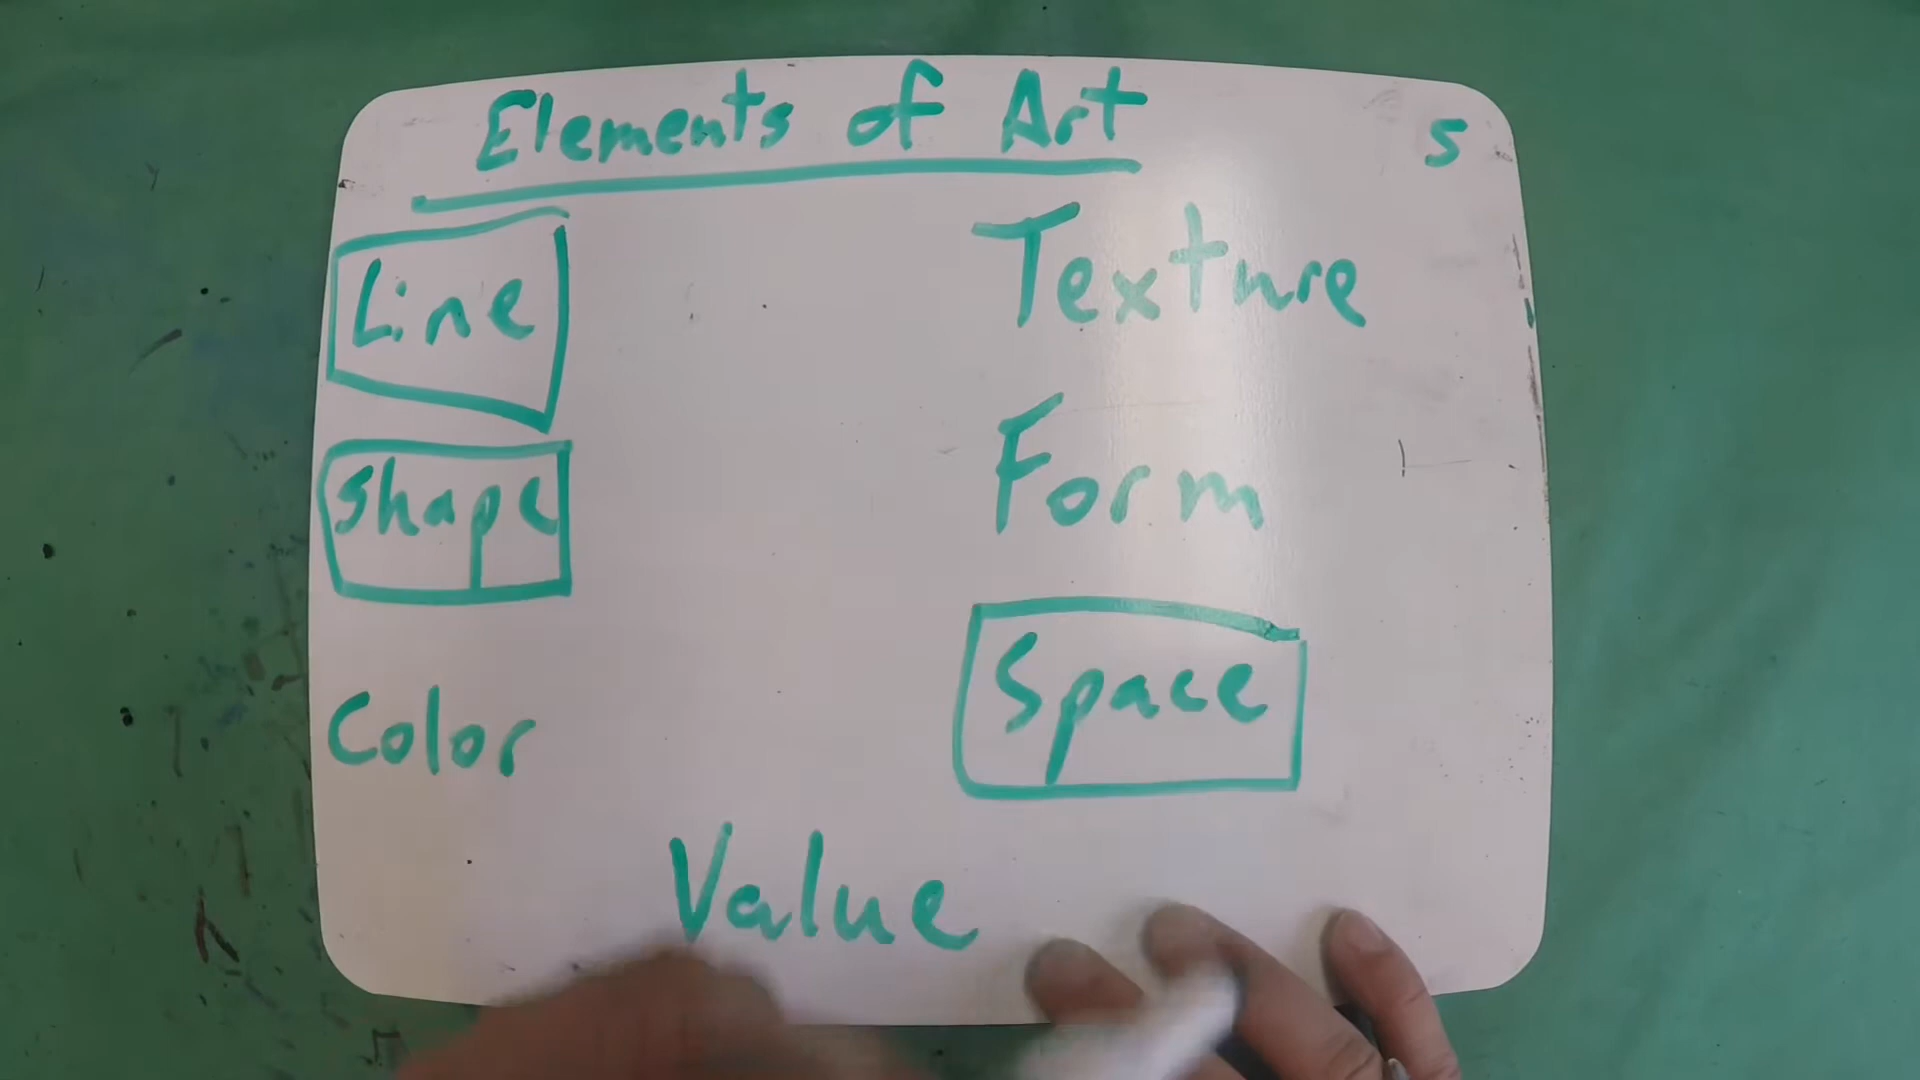 Elements of Art
5
Line
Shape
Color
Texture
Form
Space
Value